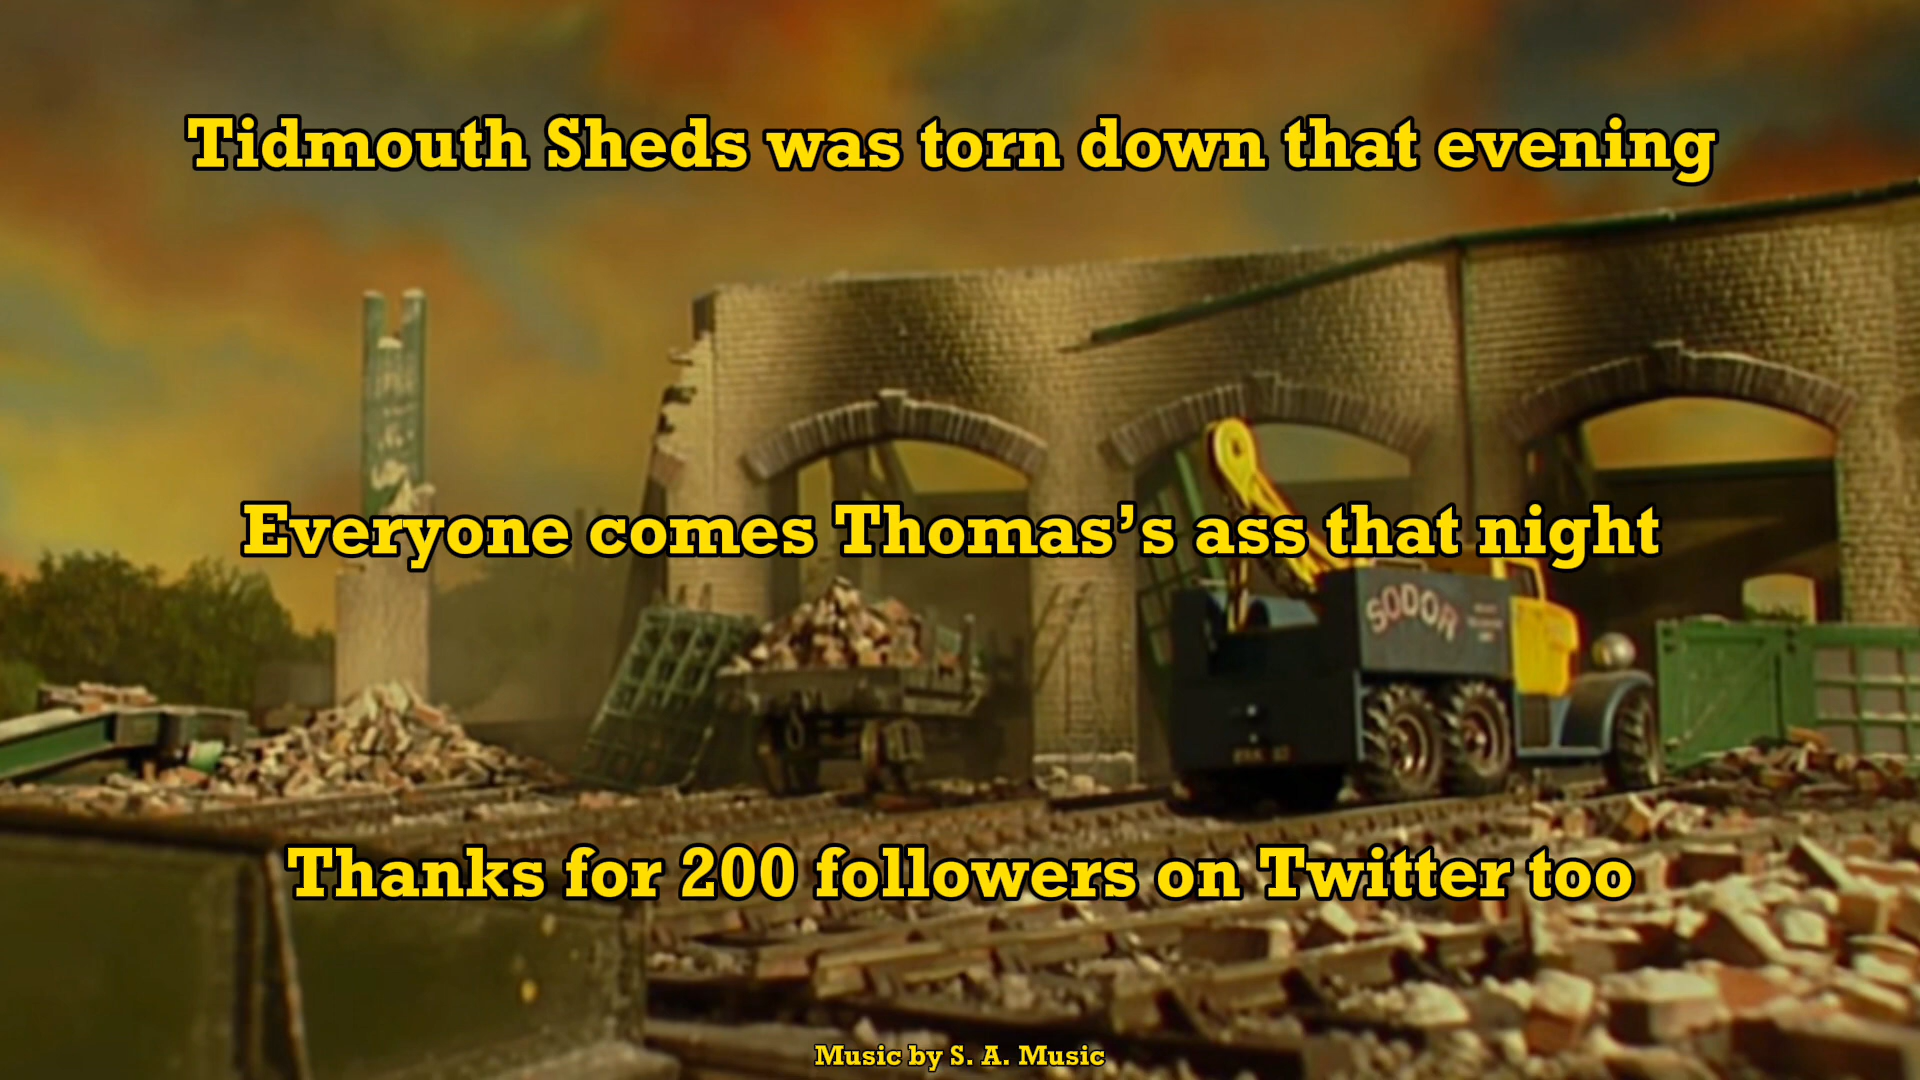 Tidmouth Sheds was torn down that evening
Everyone comes Thomas’s ass that night
SODOR
Thanks for 200 followers on Twitter too
Music by S. A. Music